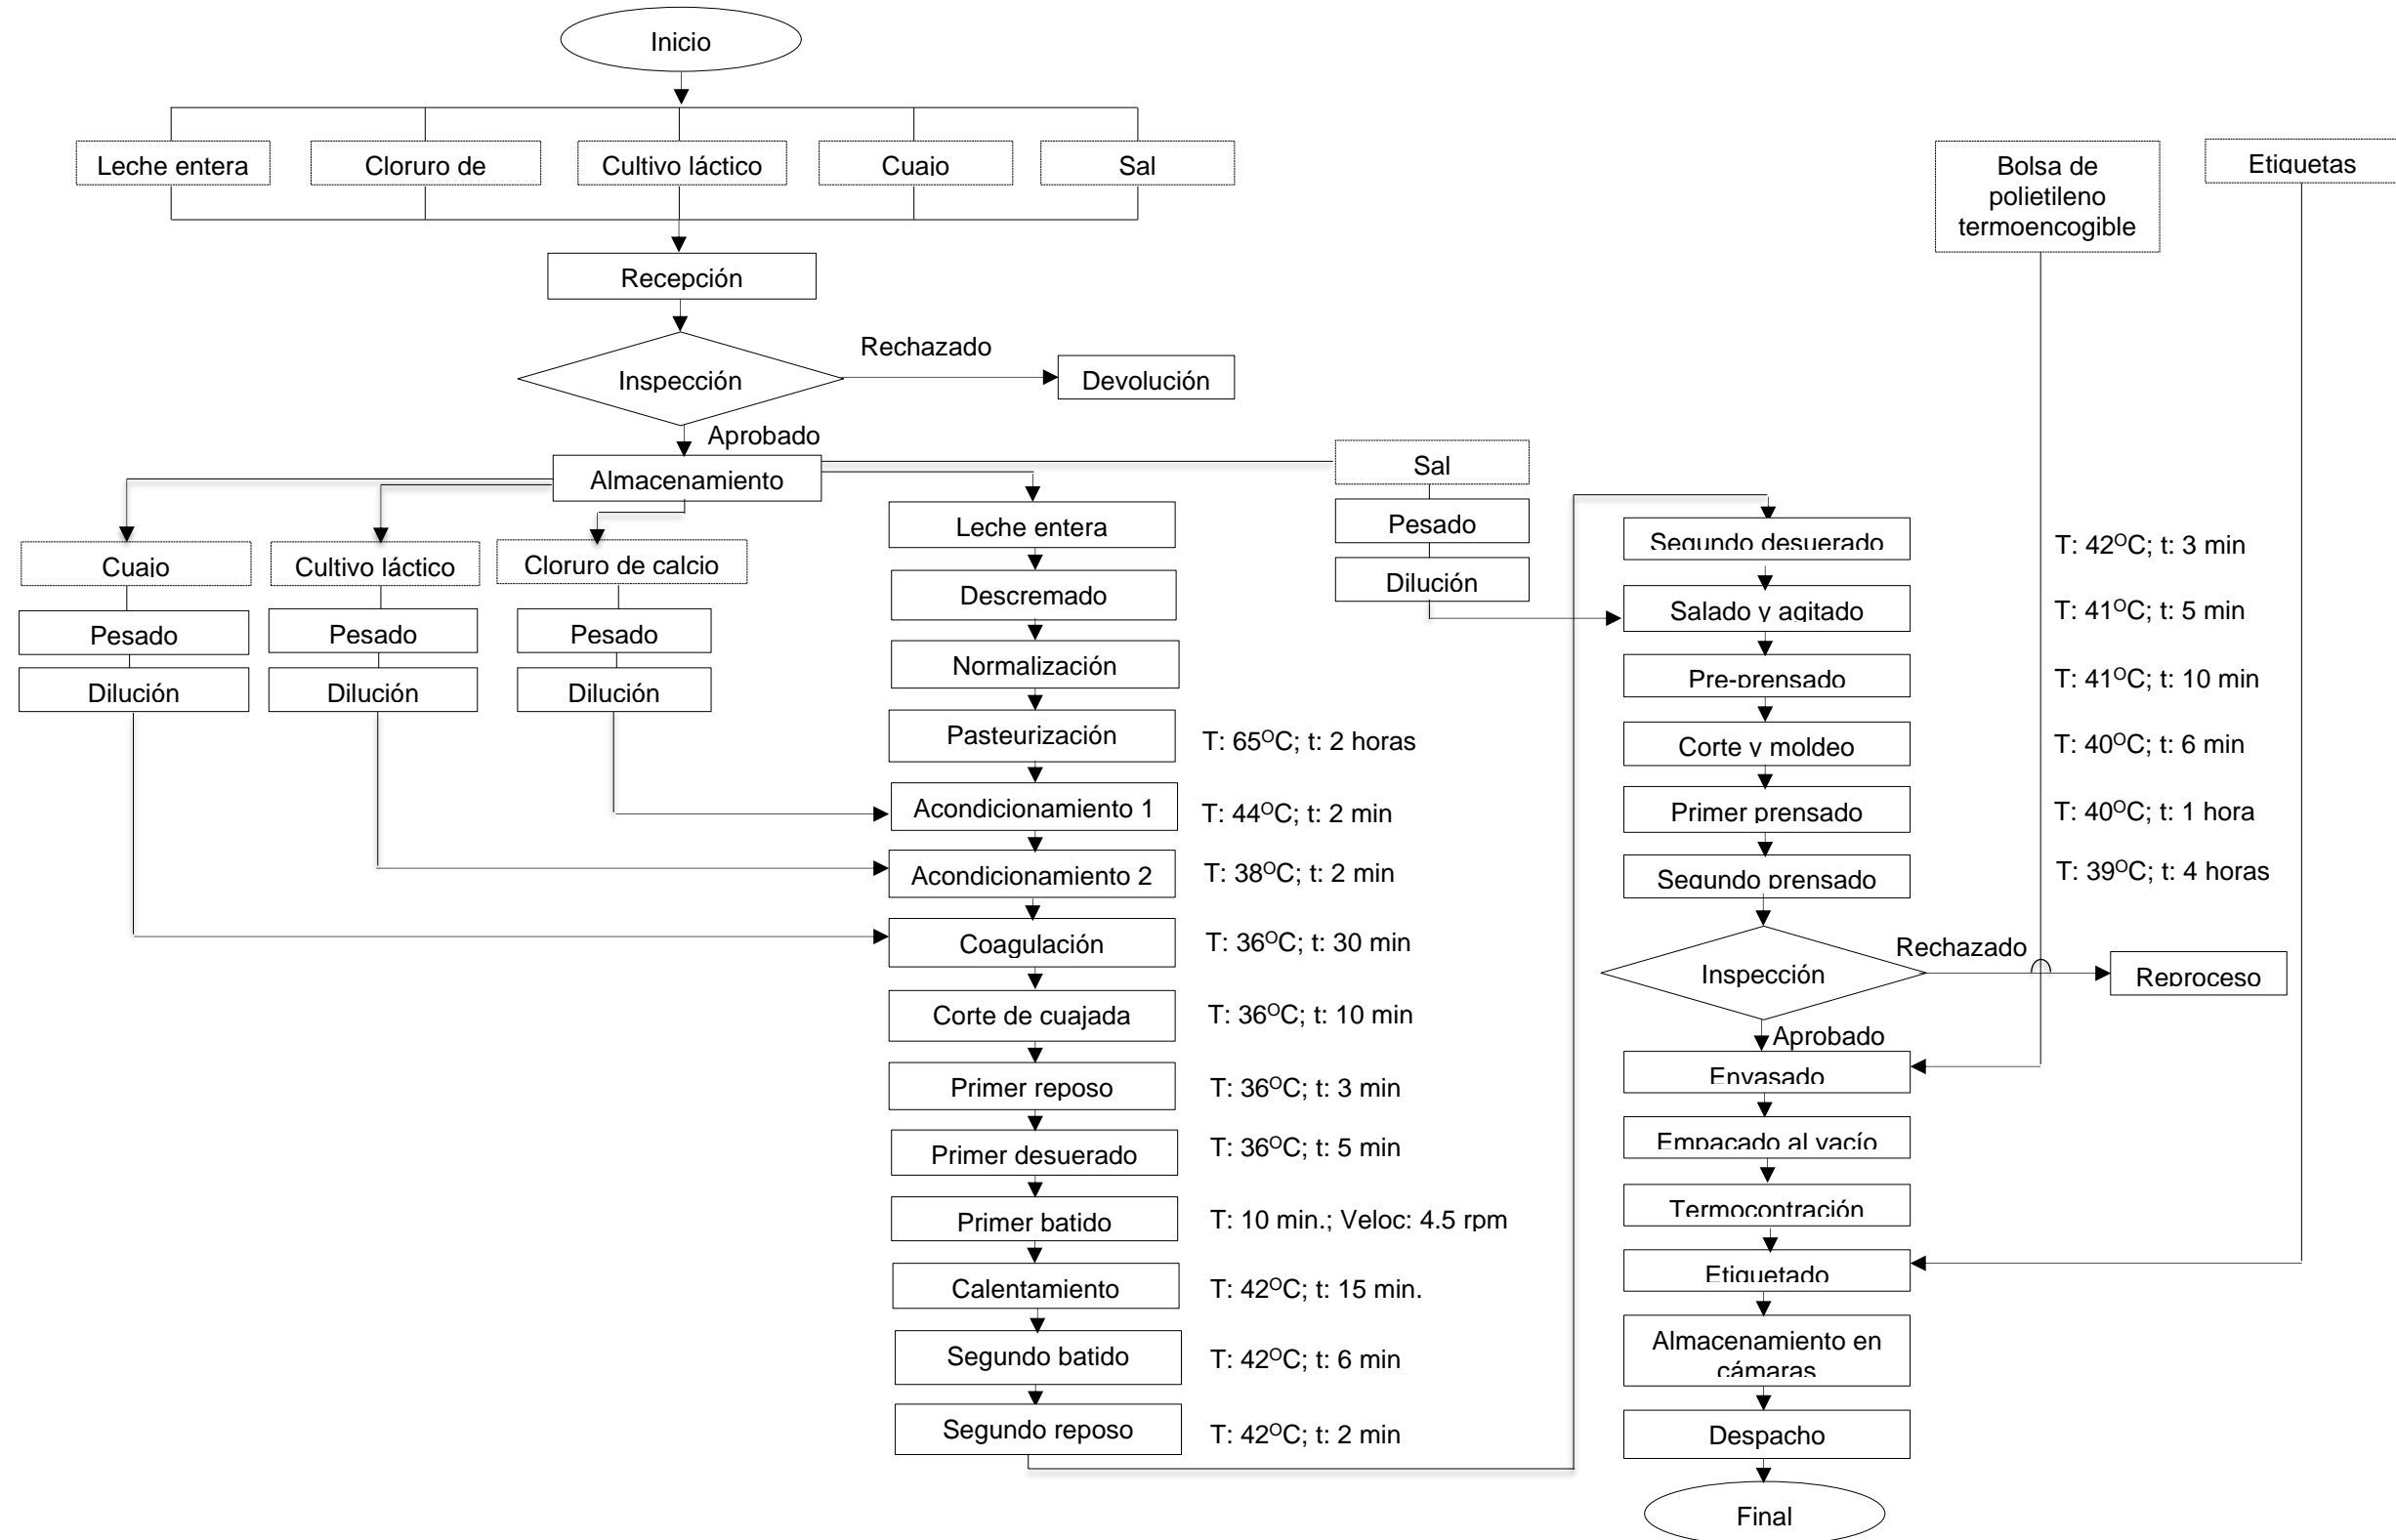 Inicio
Leche entera
Cloruro de
Cultivo láctico
Cuajo
Sal
Bolsa de
polietileno
termoencogible
Etiquetas
Recepción
Inspección
Rechazado
Devolución
Aprobado
Almacenamiento
Cuajo
Pesado
Dilución
Cultivo láctico
Pesado
Dilución
Cloruro de calcio
Pesado
Dilución
Sal
Pesado
Dilución
Leche entera
Descremado
Normalización
Pasteurización
T: 65ºC; t: 2 horas
Acondicionamiento 1
T: 44ºC; t: 2 min
Acondicionamiento 2
T: 38ºC; t: 2 min
Coagulación
T: 36ºC; t: 30 min
Corte de cuajada
T: 36ºC; t: 10 min
Primer reposo
T: 36ºC; t: 3 min
Primer desuerado
T: 36ºC; t: 5 min
Primer batido
T: 10 min.; Veloc: 4.5 rpm
Calentamiento
T: 42ºC; t: 15 min.
Segundo batido
T: 42ºC; t: 6 min
Segundo reposo
T: 42ºC; t: 2 min
Segundo desuerado
T: 42ºC; t: 3 min
Salado y agitado
T: 41ºC; t: 5 min
Pre-prensado
T: 41ºC; t: 10 min
Corte y moldeo
T: 40ºC; t: 6 min
Primer prensado
T: 40ºC; t: 1 hora
Segundo prensado
T: 39ºC; t: 4 horas
Inspección
Rechazado
Reproceso
Aprobado
Envasado
Empacado al vacío
Termocontración
Etiquetado
Almacenamiento en
cámaras
Despacho
Final